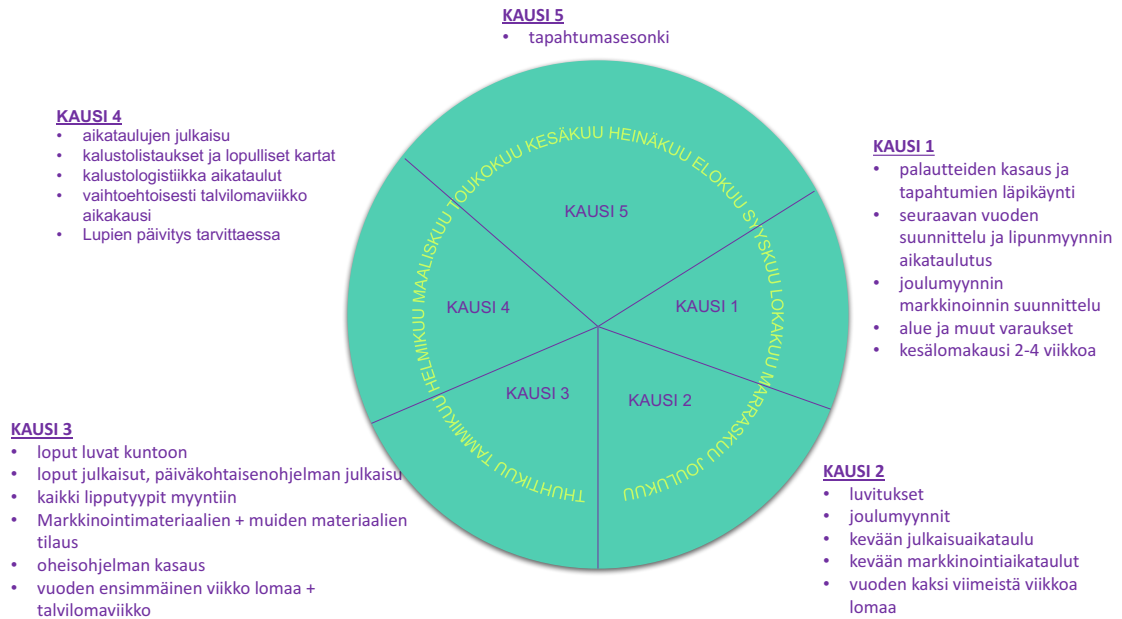 KAUSI 5
• tapahtumasesonki
KAUSI 4
• aikataulujen julkaisu
• kalustolistaukset ja lopulliset kartat
• kalustologistiikka aikataulut
• vaihtoehtoisesti talvilomaviikko
aikakausi
• Lupien päivitys tarvittaessa
KAUSI 1
• palautteiden kasaus ja
tapahtumien läpikäynti
• seuraavan vuoden
suunnittelu ja lipunmyynnin
aikataulutus
• joulumyynnin
markkinoinnin suunnittelu
• alue ja muut varaukset
• kesälomakausi 2-4 viikkoa
THUHTIKUU TAMMIKUU HELMIKUU MAALISKUU TOUKOKUU KESÄKUU HEINÄKUU ELOKUU SYYSKUU LOKAKUU MARRASKUU JOULUKUU
KAUSI 5
KAUSI 4
KAUSI 1
KAUSI 3
KAUSI 2
KAUSI 3
• loput luvat kuntoon
• loput julkaisut, päiväkohtaisenohjelman julkaisu
• kaikki lipputyypit myyntiin
• Markkinointimateriaalien + muiden materiaalien
tilaus
• oheisohjelman kasaus
• vuoden ensimmäinen viikko lomaa +
talvilomaviikko
KAUSI 2
• luvitukset
• joulumyynnit
• kevään julkaisuaikataulu
• kevään markkinointiaikataulut
• vuoden kaksi viimeistä viikkoa
lomaa